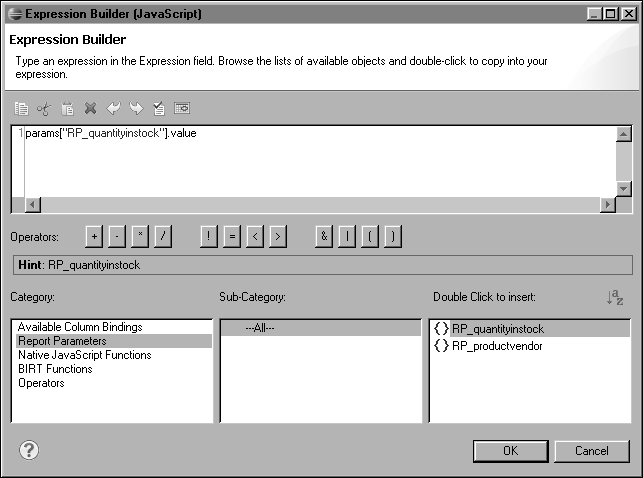 Expression Builder (JavaScript)
Expression Builder
Type an expression in the Expression field. Browse the lists of available objects and double-click to copy into your
expression.
1 params["RP_quantityinstock"].value
Operators: + - * / ! = < > & | ( )
Hint: RP_quantityinstock
Category: Sub-Category: Double Click to insert: a z
Available Column Bindings ---All--- {} RP_quantityinstock
Report Parameters {} RP_productvendor
Native JavaScript Functions
BIRT Functions
Operators
? OK Cancel